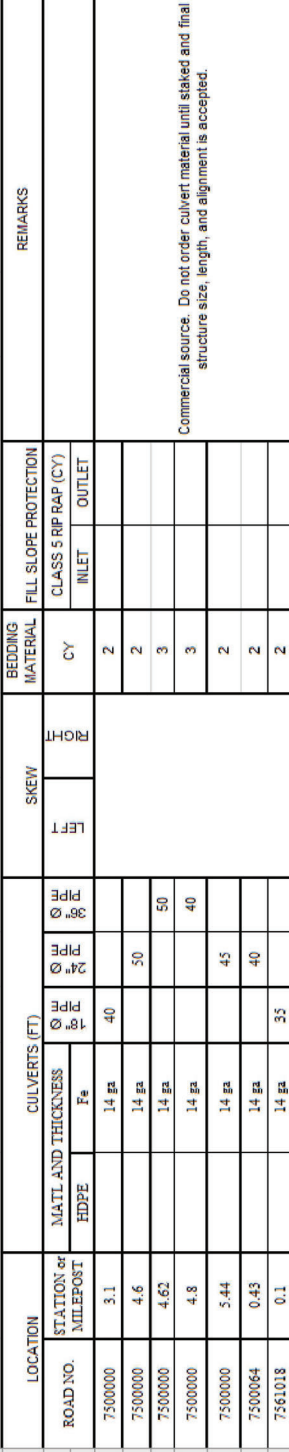 LOCATION CULVERTS (FT) SKEW BEDDING MATERIAL FILL SLOPE PROTECTION REMARKS
ROAD NO. STATION or MILEPOST MATL AND THICKNESS 18" Ø PIPE 24" Ø PIPE 36" Ø PIPE LEFT RIGHT CY CLASS 5 RIP RAP (CY)
HDPE Fe INLET OUTLET
7500000 3.1 14 ga 40 2
7500000 4.6 14 ga 50 2
7500000 4.62 14 ga 50 3
7500000 4.8 14 ga 40 3
Commercial source. Do not order culvert material until staked and final
structure size, length, and alignment is accepted.
7500000 5.44 14 ga 45 2
7500064 0.43 14 ga 40 2
7561018 0.1 14 ga 35 2